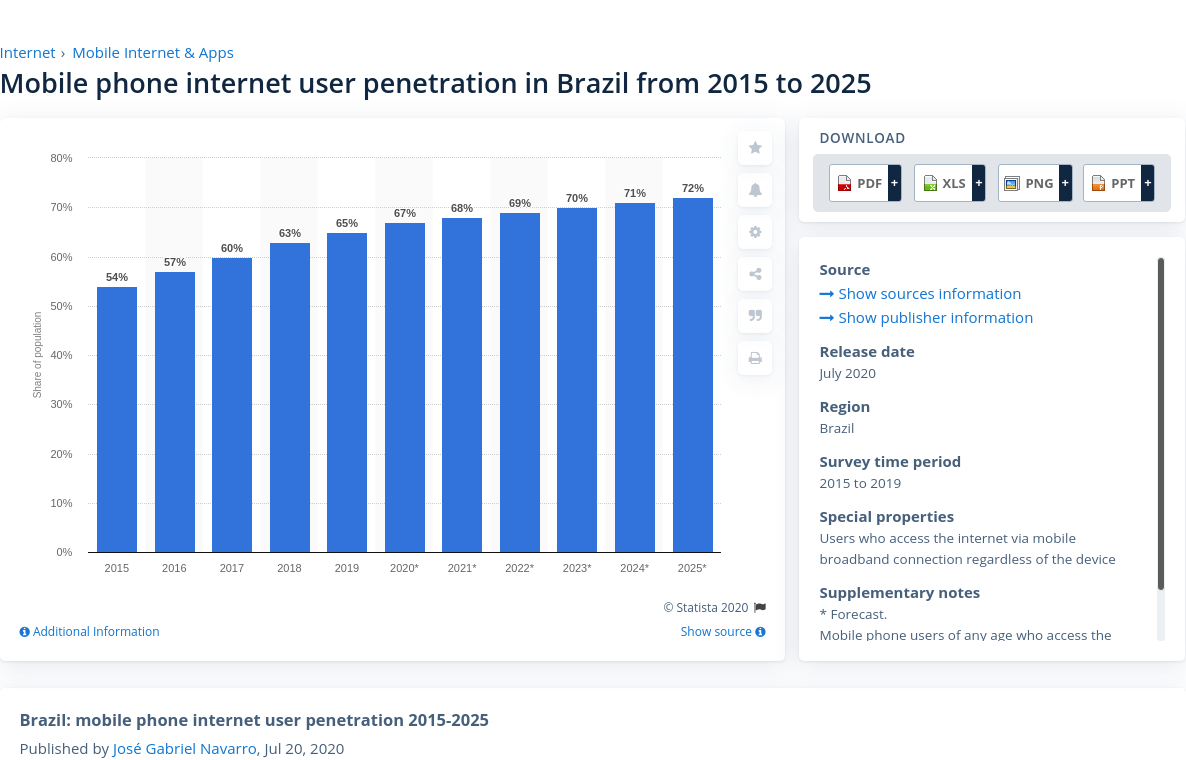 Internet › Mobile Internet & Apps
Mobile phone internet user penetration in Brazil from 2015 to 2025
80%
70%
60%
50%
40%
30%
20%
10%
0%
Share of population
54%
57%
60%
63%
65%
67%
68%
69%
70%
71%
72%
2015
2016
2017
2018
2019
2020*
2021*
2022*
2023*
2024*
2025*
© Statista 2020
Additional Information
Show source
DOWNLOAD
PDF +
XLS +
PNG +
PPT +
Source
Show sources information
Show publisher information
Release date
July 2020
Region
Brazil
Survey time period
2015 to 2019
Special properties
Users who access the internet via mobile
broadband connection regardless of the device
Supplementary notes
* Forecast.
Mobile phone users of any age who access the
Brazil: mobile phone internet user penetration 2015-2025
Published by José Gabriel Navarro, Jul 20, 2020